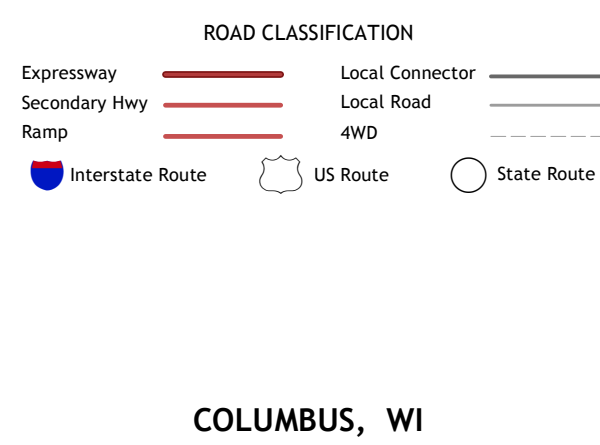 ROAD CLASSIFICATION
Expressway
Secondary Hwy
Ramp
Local Connector
Local Road
4WD
Interstate Route
US Route
State Route
COLUMBUS, WI